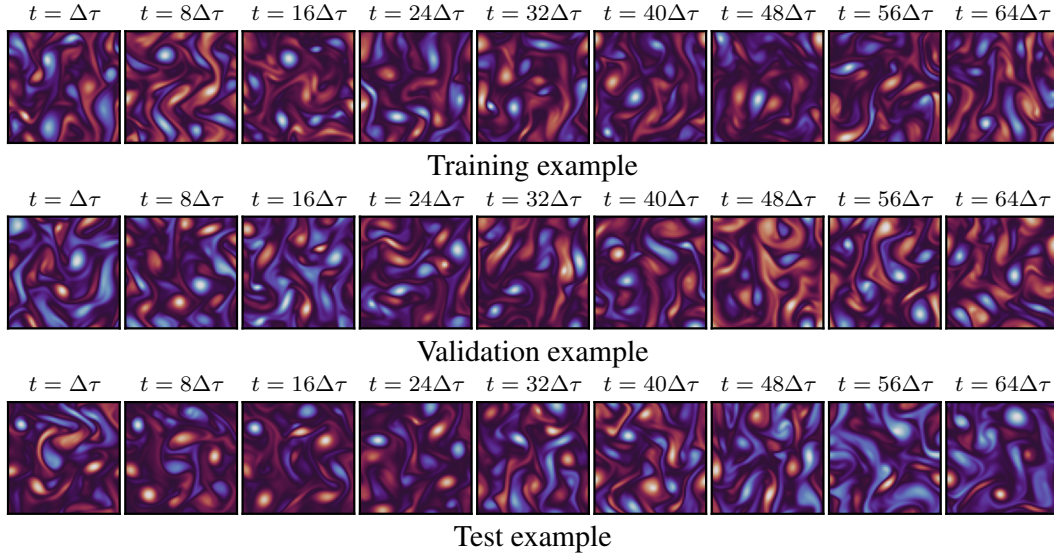 t = Δτ t = 8Δτ t = 16Δτ t = 24Δτ t = 32Δτ t = 40Δτ t = 48Δτ t = 56Δτ t = 64Δτ
Training example
t = Δτ t = 8Δτ t = 16Δτ t = 24Δτ t = 32Δτ t = 40Δτ t = 48Δτ t = 56Δτ t = 64Δτ
Validation example
t = Δτ t = 8Δτ t = 16Δτ t = 24Δτ t = 32Δτ t = 40Δτ t = 48Δτ t = 56Δτ t = 64Δτ
Test example